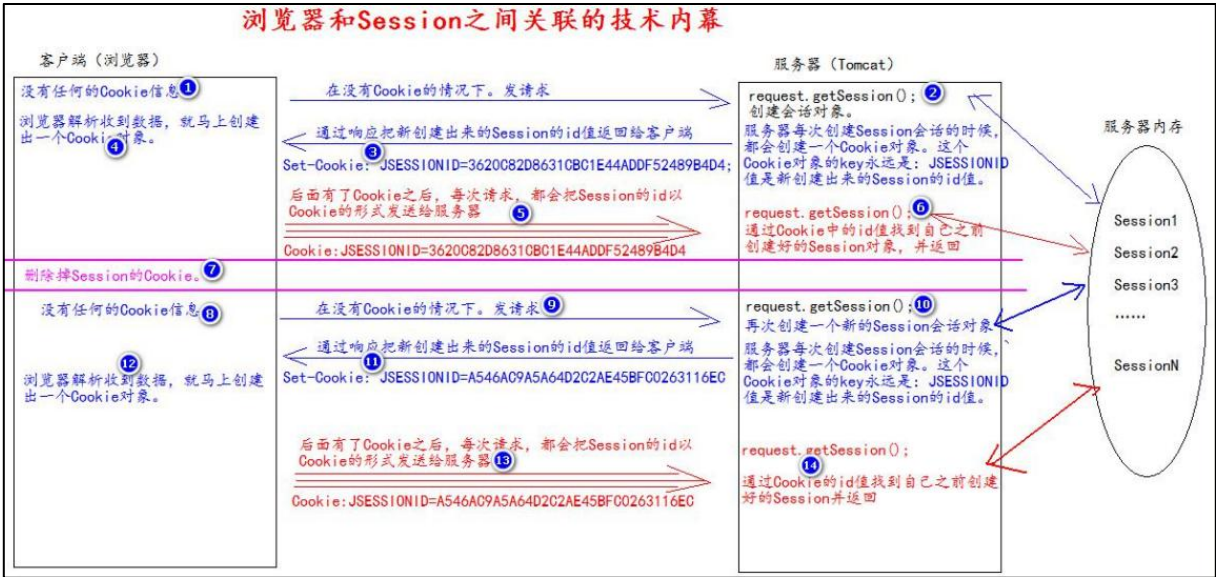 浏览器和Session之间关联的技术内幕
客户端（浏览器）
服务器（Tomcat）
服务器内存
没有任何的Cookie信息 1
在没有Cookie的情况下。发请求
request.getSession(); 2
创建会话对象。
浏览器解析收到数据，就马上创建
出一个Cookie对象。
4
通过响应把新创建出来的Session的id值返回给客户端
3
Set-Cookie: JSESSIONID=3620C82D8631CBC1E44ADDF52489B4D4;
服务器每次创建Session会话的时候，
都会创建一个Cookie对象。这个
Cookie对象的key永远是：JSESSIONID
值是新创建出来的Session的id值。
后面有了Cookie之后，每次请求，都会把Session的id以
Cookie的形式发送给服务器 5
Cookie:JSESSIONID=3620C82D8631CBC1E44ADDF52489B4D4
request.getSession(); 6
通过Cookie中的id值找到自己之前
创建好的Session对象，并返回
Session1
Session2
Session3
......
SessionN
删除掉Session的Cookie。 7
没有任何的Cookie信息 8
在没有Cookie的情况下。发请求 9
request.getSession(); 10
再次创建一个新的Session会话对象
通过响应把新创建出来的Session的id值返回给客户端
11
Set-Cookie: JSESSIONID=A546AC9A5A64D2C2AE45BFC0263116EC
服务器每次创建Session会话的时候，
都会创建一个Cookie对象。这个
Cookie对象的key永远是：JSESSIONID
值是新创建出来的Session的id值。
12
浏览器解析收到数据，就马上创建
出一个Cookie对象。
后面有了Cookie之后，每次请求，都会把Session的id以
Cookie的形式发送给服务器 13
Cookie:JSESSIONID=A546AC9A5A64D2C2AE45BFC0263116EC
request.getSession();
14
通过Cookie的id值找到自己之前创建
好的Session并返回